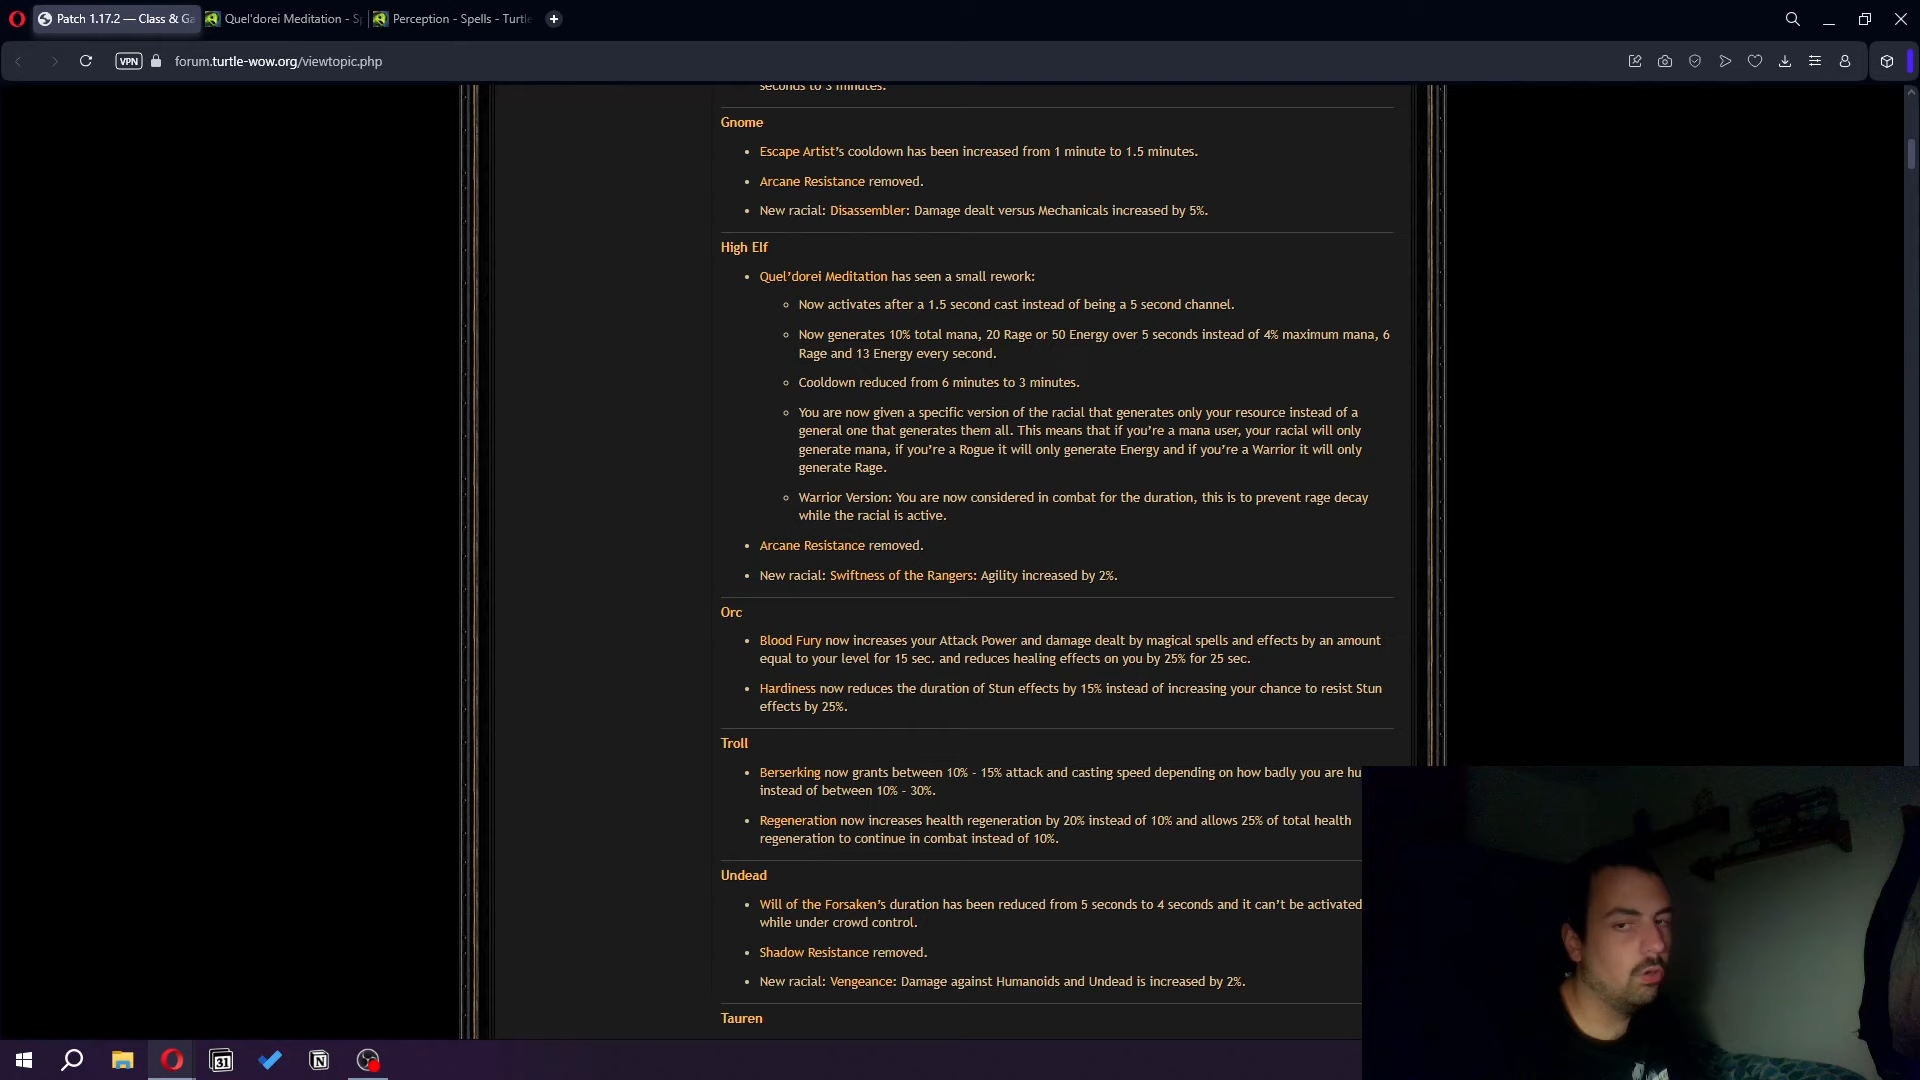 Patch 1.17.2 — Class & Ga
Quel'dorei Meditation - Sp
Perception - Spells - Turtle
VPN
forum.turtle-wow.org/viewtopic.php
seconds to 3 minutes.
Gnome
Escape Artist’s cooldown has been increased from 1 minute to 1.5 minutes.
Arcane Resistance removed.
New racial: Disassembler: Damage dealt versus Mechanicals increased by 5%.
High Elf
Quel’dorei Meditation has seen a small rework:
Now activates after a 1.5 second cast instead of being a 5 second channel.
Now generates 10% total mana, 20 Rage or 50 Energy over 5 seconds instead of 4% maximum mana, 6
Rage and 13 Energy every second.
Cooldown reduced from 6 minutes to 3 minutes.
You are now given a specific version of the racial that generates only your resource instead of a
general one that generates them all. This means that if you’re a mana user, your racial will only
generate mana, if you’re a Rogue it will only generate Energy and if you’re a Warrior it will only
generate Rage.
Warrior Version: You are now considered in combat for the duration, this is to prevent rage decay
while the racial is active.
Arcane Resistance removed.
New racial: Swiftness of the Rangers: Agility increased by 2%.
Orc
Blood Fury now increases your Attack Power and damage dealt by magical spells and effects by an amount
equal to your level for 15 sec. and reduces healing effects on you by 25% for 25 sec.
Hardiness now reduces the duration of Stun effects by 15% instead of increasing your chance to resist Stun
effects by 25%.
Troll
Berserking now grants between 10% - 15% attack and casting speed depending on how badly you are hu
instead of between 10% - 30%.
Regeneration now increases health regeneration by 20% instead of 10% and allows 25% of total health
regeneration to continue in combat instead of 10%.
Undead
Will of the Forsaken’s duration has been reduced from 5 seconds to 4 seconds and it can’t be activated
while under crowd control.
Shadow Resistance removed.
New racial: Vengeance: Damage against Humanoids and Undead is increased by 2%.
Tauren
31